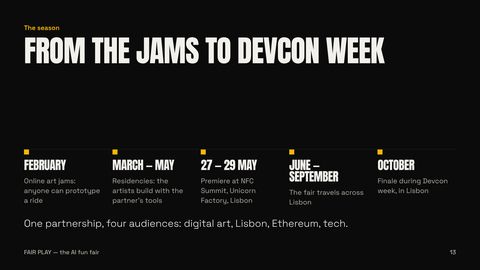 The season
FROM THE JAMS TO DEVCON WEEK
FEBRUARY
Online art jams:
anyone can prototype
a ride
MARCH – MAY
Residencies: the
artists build with the
partner's tools
27 – 29 MAY
Premiere at NFC
Summit, Unicorn
Factory, Lisbon
JUNE –
SEPTEMBER
The fair travels across
Lisbon
OCTOBER
Finale during Devcon
week, in Lisbon
One partnership, four audiences: digital art, Lisbon, Ethereum, tech.
FAIR PLAY — the AI fun fair
13